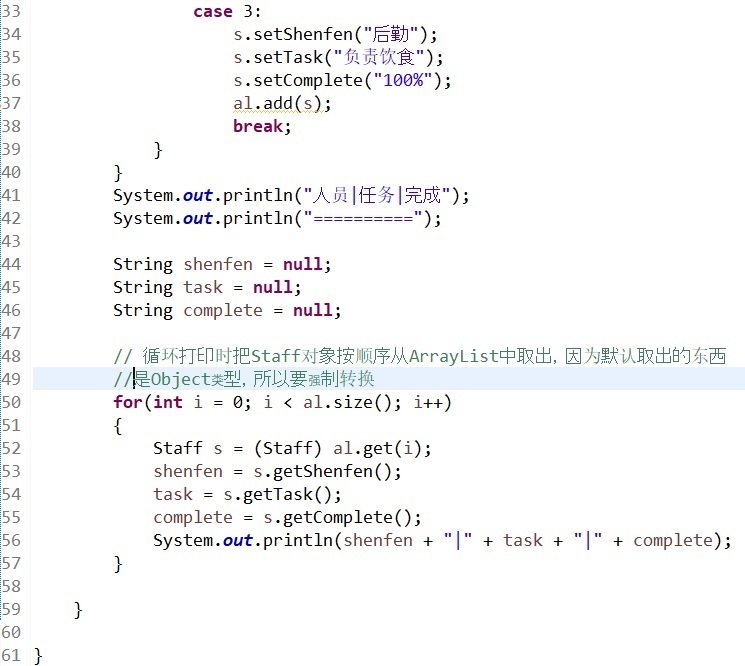 33                 case 3:
34                     s.setShenfen("后勤");
35                     s.setTask("负责饮食");
36                     s.setComplete("100%");
37                     al.add(s);
38                     break;
39             }
40         }
41         System.out.println("人员|任务|完成");
42         System.out.println("==========");
43
44         String shenfen = null;
45         String task = null;
46         String complete = null;
47
48         // 循环打印时把Staff对象按顺序从ArrayList中取出, 因为默认取出的东西
49         //是Object类型, 所以要强制转换
50         for(int i = 0; i < al.size(); i++)
51         {
52             Staff s = (Staff) al.get(i);
53             shenfen = s.getShenfen();
54             task = s.getTask();
55             complete = s.getComplete();
56             System.out.println(shenfen + "|" + task + "|" + complete);
57         }
58
59     }
60
61 }